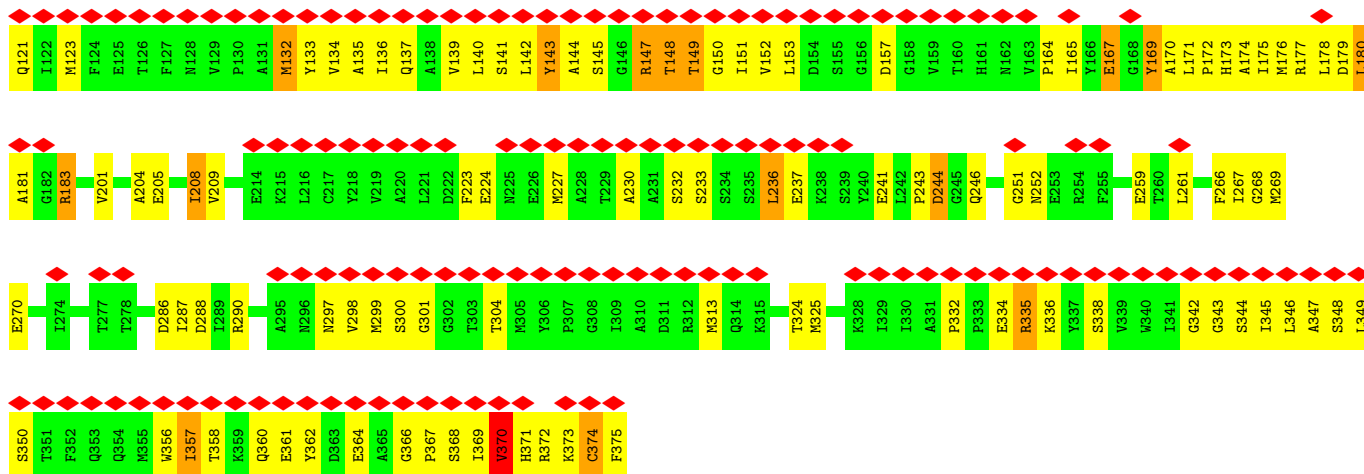 Q121 I122 M123 F124 E125 T126 F127 N128 V129 P130 A131 M132 Y133 V134 A135 I136 Q137 A138 V139 L140 S141 L142 Y143 A144 S145 G146 R147 T148 T149 G150 I151 V152 L153 D154 S155 G156 D157 G158 V159 T160 H161 N162 V163 P164 I165 Y166 E167 G168 Y169 A170 L171 P172 H173 A174 I175 M176 R177 L178 D179 L180
A181 G182 R183 V201 A204 E205 I208 V209 E214 K215 L216 C217 Y218 V219 A220 L221 D222 F223 E224 N225 E226 M227 A228 T229 A230 A231 S232 S233 S234 S235 L236 E237 K238 S239 Y240 E241 L242 P243 D244 G245 Q246 G251 N252 E253 R254 F255 E259 T260 L261 F266 I267 G268 M269
E270 I274 T277 T278 D286 I287 D288 I289 R290 A295 N296 N297 V298 M299 S300 G301 G302 T303 T304 M305 Y306 P307 G308 I309 A310 D311 R312 M313 Q314 K315 T324 M325 K328 I329 I330 A331 P332 P333 E334 R335 K336 Y337 S338 V339 W340 I341 G342 G343 S344 I345 L346 A347 S348 L349
S350 T351 F352 Q353 Q354 M355 W356 I357 T358 K359 Q360 E361 Y362 D363 E364 A365 G366 P367 S368 I369 V370 H371 R372 K373 C374 F375